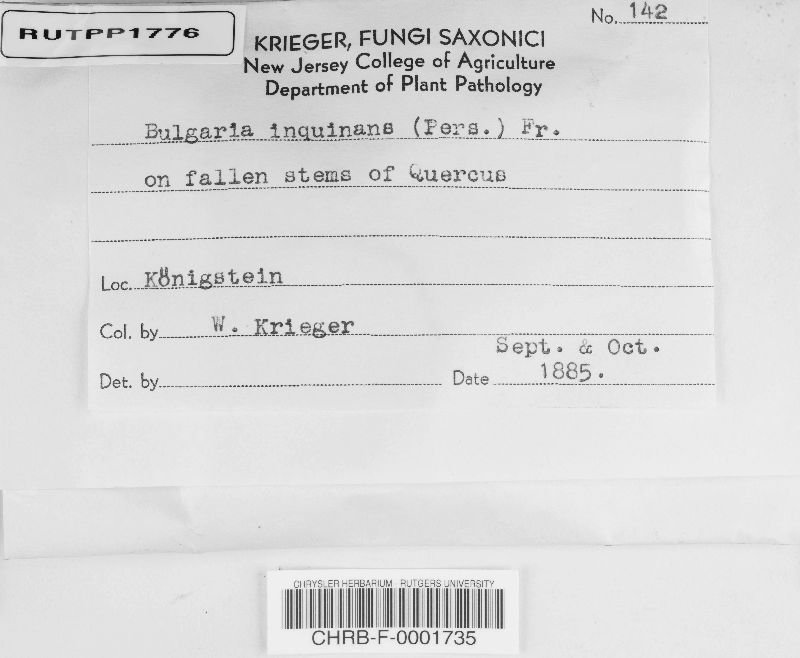 RUTPP1776
No. 142
KRIEGER, FUNGI SAXONICI
New Jersey College of Agriculture
Department of Plant Pathology
Bulgaria inquinans (Pers.) Fr.
on fallen stems of Quercus
Loc. Königstein
Col. by W. Krieger
Sept. & Oct.
Det. by Date 1885.
CHRYSLER HERBARIUM - RUTGERS UNIVERSITY
CHRB-F-0001735